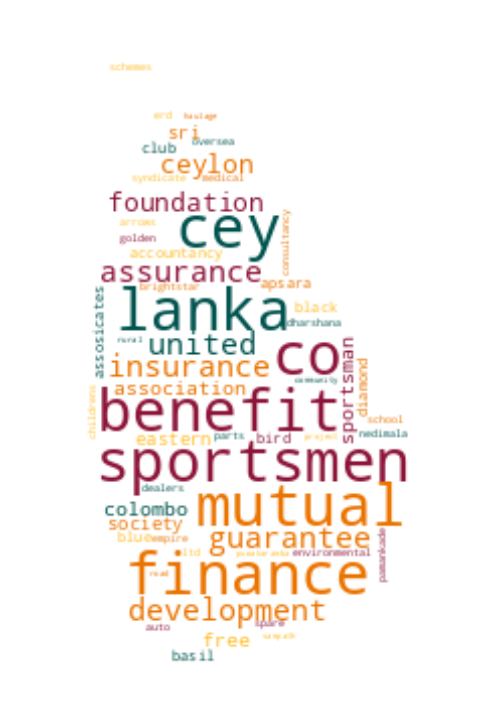 schemes
erd haulage
sri
club oversea
ceylon
syndicate medical
foundation
arrows
cey
golden
consultancy
accountancy
assurance
brightstar apsara
assosicates
lanka
black
dharshana
rural
united
co
insurance
sportsman
diamond
community
association
childrens
benefit
school
eastern parts bird project nedimala
sportsmen
dealers
mutual
colombo
society
guarantee
blue empire
ltd environmental
pamankade
finance
road
development
auto spare
free sampath
basil